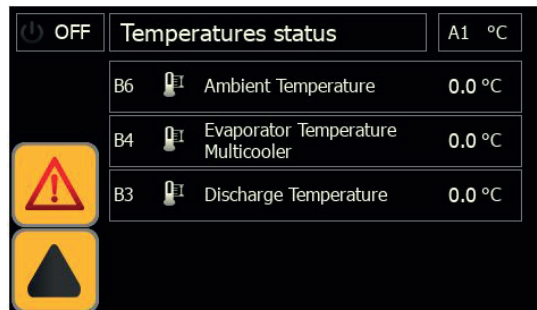 OFF
Temperatures status
A1 °C
B6 Ambient Temperature 0.0 °C
B4 Evaporator Temperature
Multicooler 0.0 °C
B3 Discharge Temperature 0.0 °C